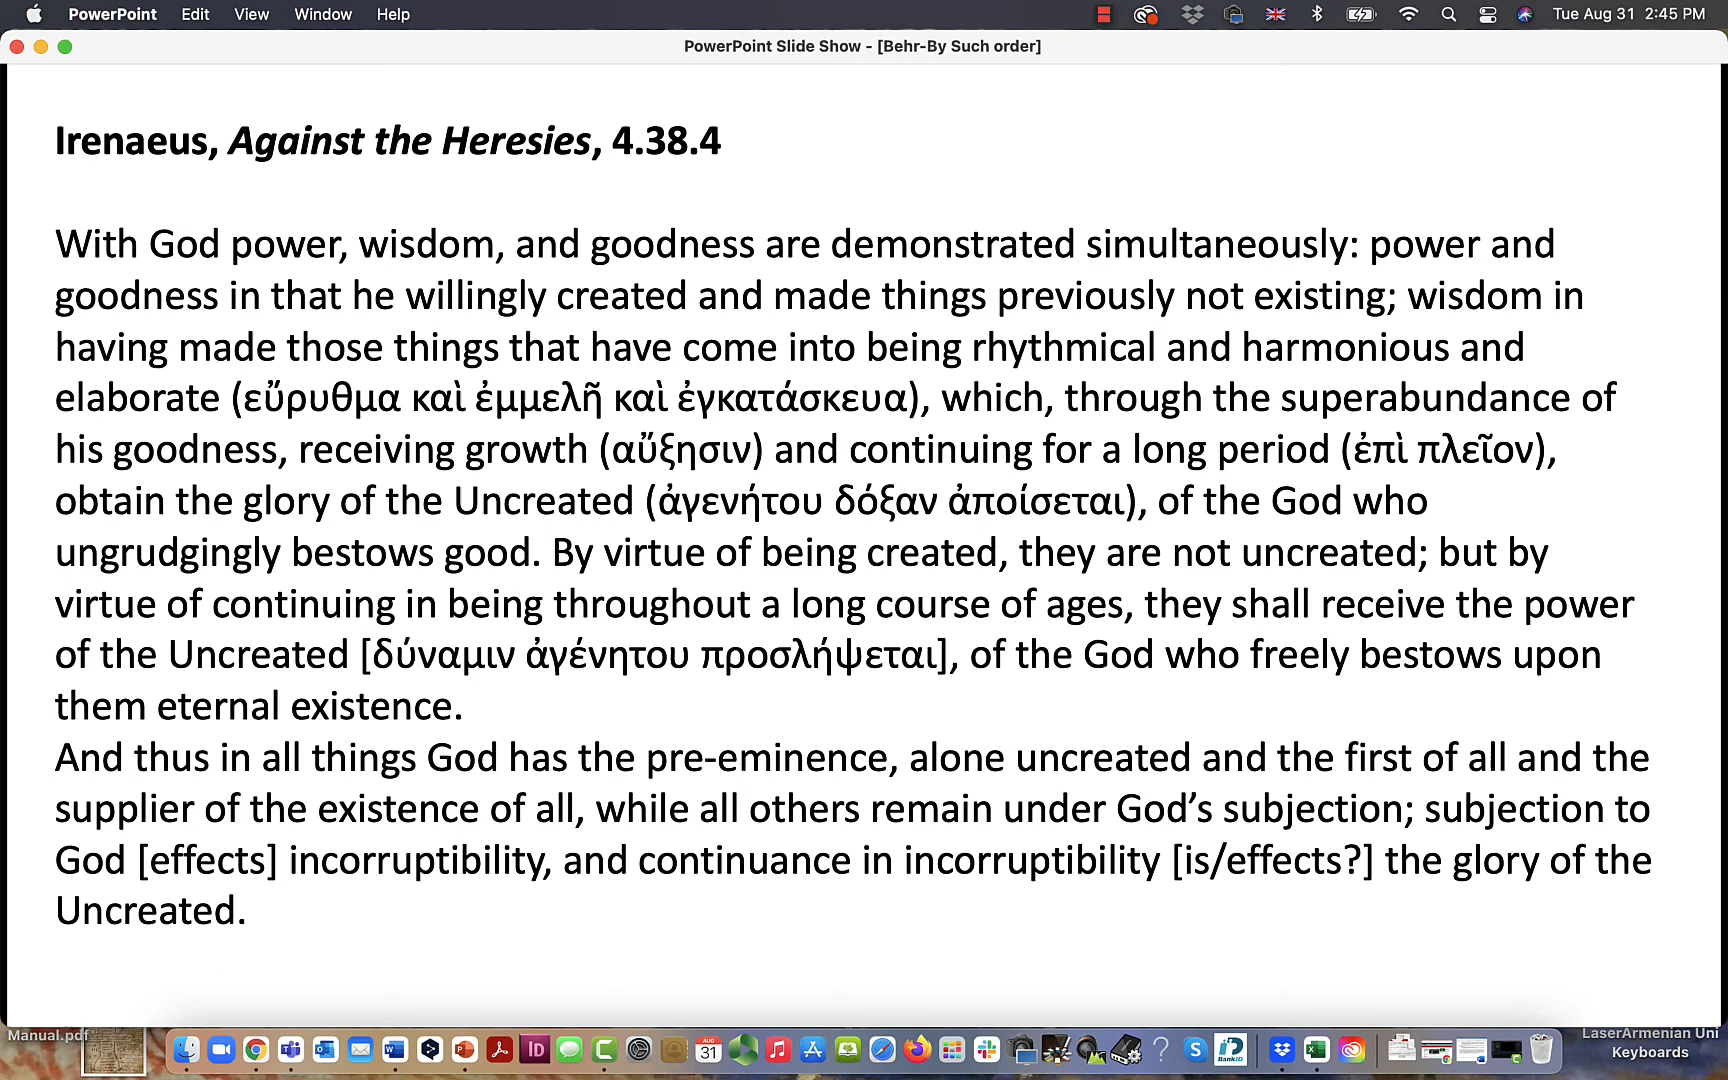 PowerPoint Edit View Window Help Tue Aug 31 2:45 PM
PowerPoint Slide Show - [Behr-By Such order]
Irenaeus, Against the Heresies, 4.38.4
With God power, wisdom, and goodness are demonstrated simultaneously: power and
goodness in that he willingly created and made things previously not existing; wisdom in
having made those things that have come into being rhythmical and harmonious and
elaborate (εὔρυθμα καὶ ἐμμελῆ καὶ ἐγκατάσκευα), which, through the superabundance of
his goodness, receiving growth (αὔξησιν) and continuing for a long period (ἐπὶ πλεῖον),
obtain the glory of the Uncreated (ἀγενήτου δόξαν ἀποίσεται), of the God who
ungrudgingly bestows good. By virtue of being created, they are not uncreated; but by
virtue of continuing in being throughout a long course of ages, they shall receive the power
of the Uncreated [δύναμιν ἀγένητου προσλήψεται], of the God who freely bestows upon
them eternal existence.
And thus in all things God has the pre-eminence, alone uncreated and the first of all and the
supplier of the existence of all, while all others remain under God’s subjection; subjection to
God [effects] incorruptibility, and continuance in incorruptibility [is/effects?] the glory of the
Uncreated.
Manual.pdf
AUG
31
ID
BankID
LaserArmenian Uni
Keyboards